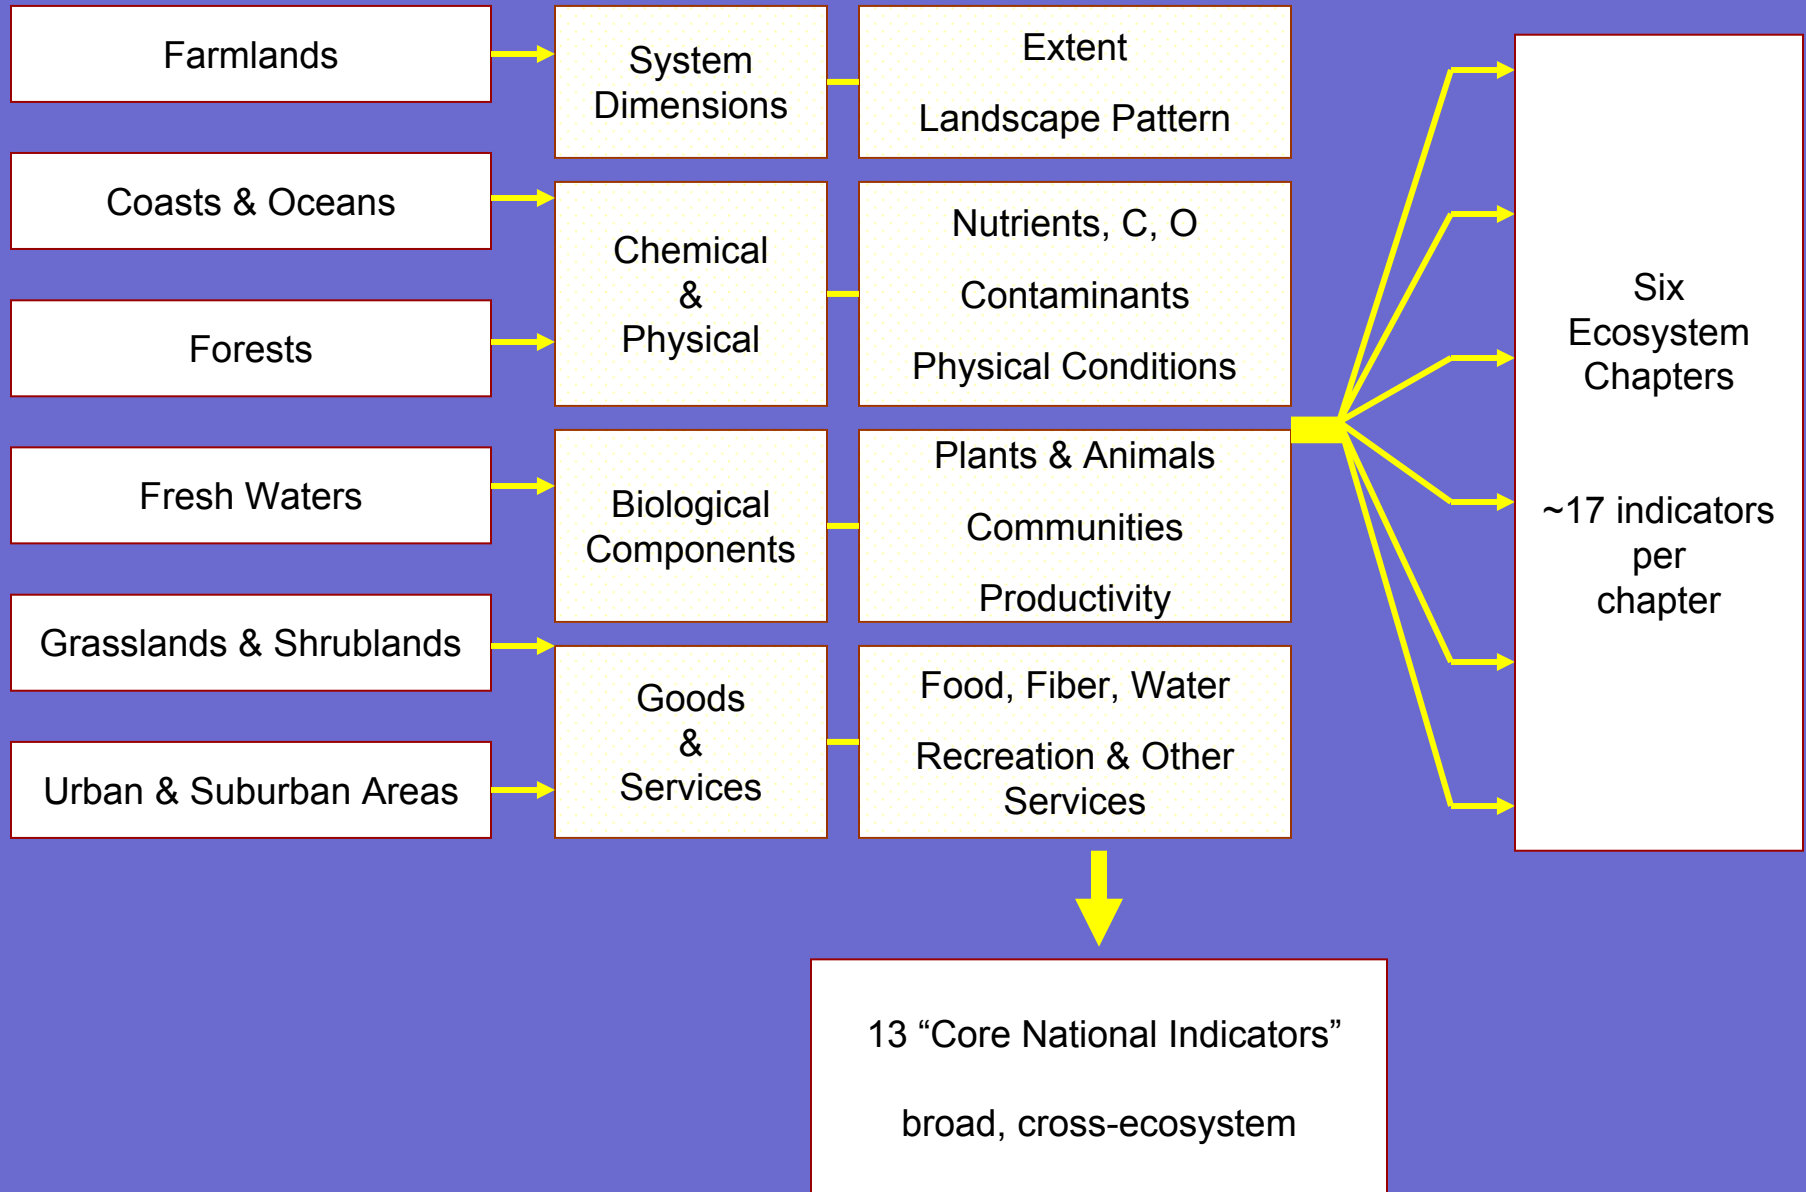 Farmlands
Coasts & Oceans
Forests
Fresh Waters
Grasslands & Shrublands
Urban & Suburban Areas
System
Dimensions
Chemical
&
Physical
Biological
Components
Goods
&
Services
Extent
Landscape Pattern
Nutrients, C, O
Contaminants
Physical Conditions
Plants & Animals
Communities
Productivity
Food, Fiber, Water
Recreation & Other
Services
Six
Ecosystem
Chapters
~17 indicators
per
chapter
13 “Core National Indicators”
broad, cross-ecosystem